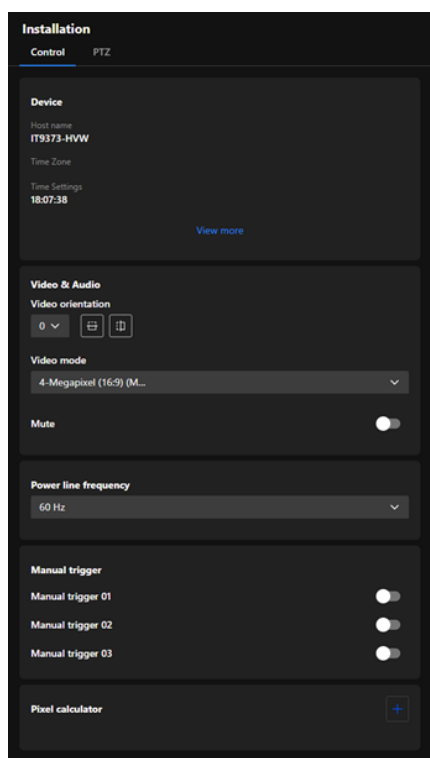 Installation
Control PTZ
Device
Host name
IT9373-HVW
Time Zone
Time Settings
18:07:38
View more
Video & Audio
Video orientation
0
Video mode
4-Megapixel (16:9) (M...
Mute
Power line frequency
60 Hz
Manual trigger
Manual trigger 01
Manual trigger 02
Manual trigger 03
Pixel calculator